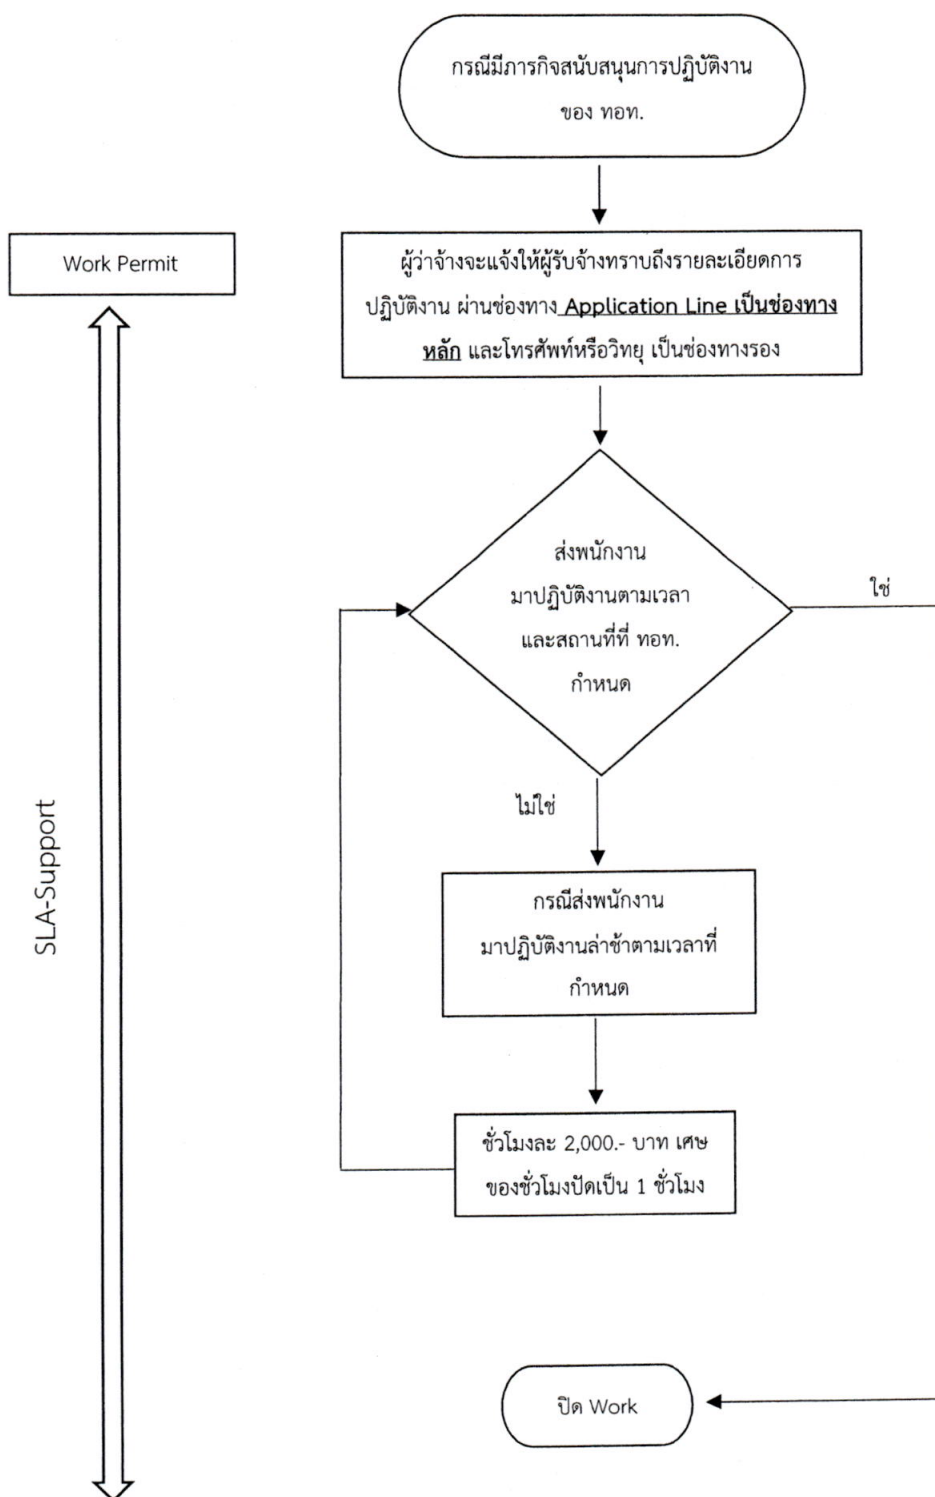 กรณีมีภารกิจสนับสนุนการปฏิบัติงาน
ของ ทอท.
Work Permit
ผู้ว่าจ้างจะแจ้งให้ผู้รับจ้างทราบถึงรายละเอียดการ
ปฏิบัติงาน ผ่านช่องทาง Application Line เป็นช่องทาง
หลัก และโทรศัพท์หรือวิทยุ เป็นช่องทางรอง
ส่งพนักงาน
มาปฏิบัติงานตามเวลา
และสถานที่ที่ ทอท.
กำหนด
ใช่
ไม่ใช่
SLA-Support
กรณีส่งพนักงาน
มาปฏิบัติงานล่าช้าตามเวลาที่
กำหนด
ชั่วโมงละ 2,000.- บาท เศษ
ของชั่วโมงปัดเป็น 1 ชั่วโมง
ปิด Work